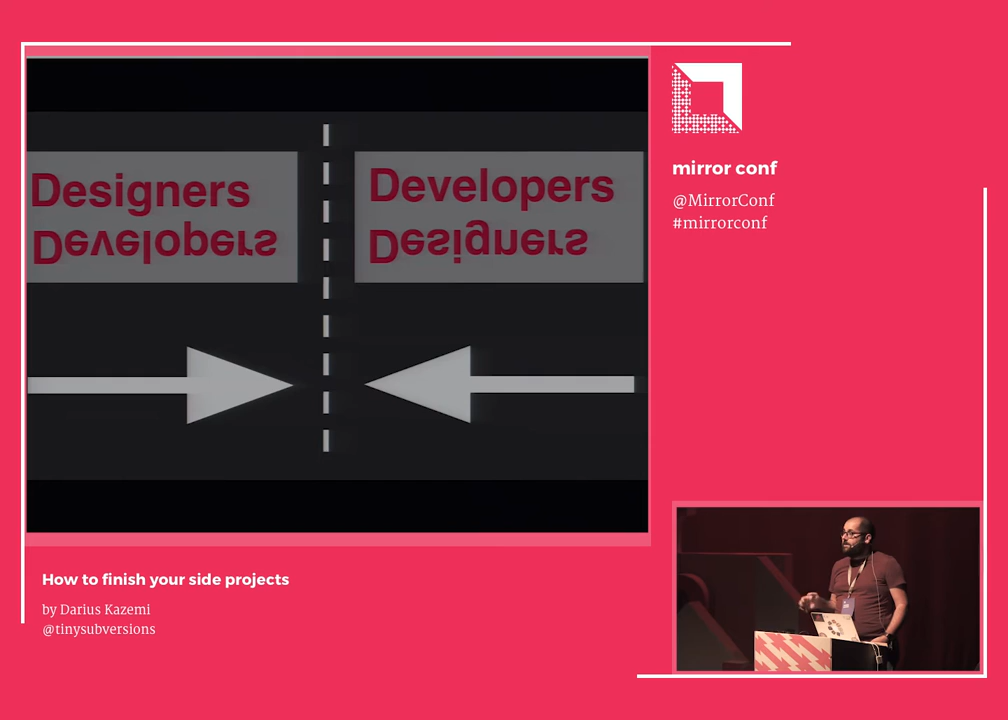 Designers
Developers
Developers
Designers
mirror conf
@MirrorConf
#mirrorconf
How to finish your side projects
by Darius Kazemi
@tinysubversions